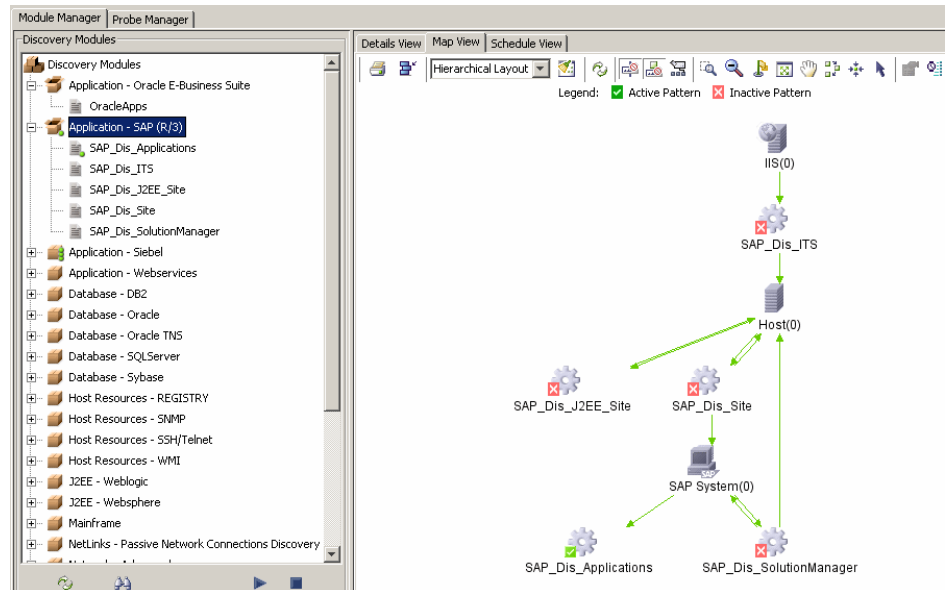 Module Manager
Probe Manager
Discovery Modules
Discovery Modules
Application - Oracle E-Business Suite
OracleApps
Application - SAP (R/3)
SAP_Dis_Applications
SAP_Dis_ITS
SAP_Dis_J2EE_Site
SAP_Dis_Site
SAP_Dis_SolutionManager
Application - Siebel
Application - Webservices
Database - DB2
Database - Oracle
Database - Oracle TNS
Database - SQLServer
Database - Sybase
Host Resources - REGISTRY
Host Resources - SNMP
Host Resources - SSH/Telnet
Host Resources - WMI
J2EE - Weblogic
J2EE - Websphere
Mainframe
NetLinks - Passive Network Connections Discovery
Details View
Map View
Schedule View
Hierarchical Layout
Legend: Active Pattern Inactive Pattern
IIS(0)
SAP_Dis_ITS
Host(0)
SAP_Dis_J2EE_Site
SAP_Dis_Site
SAP
SAP System(0)
SAP_Dis_Applications
SAP_Dis_SolutionManager